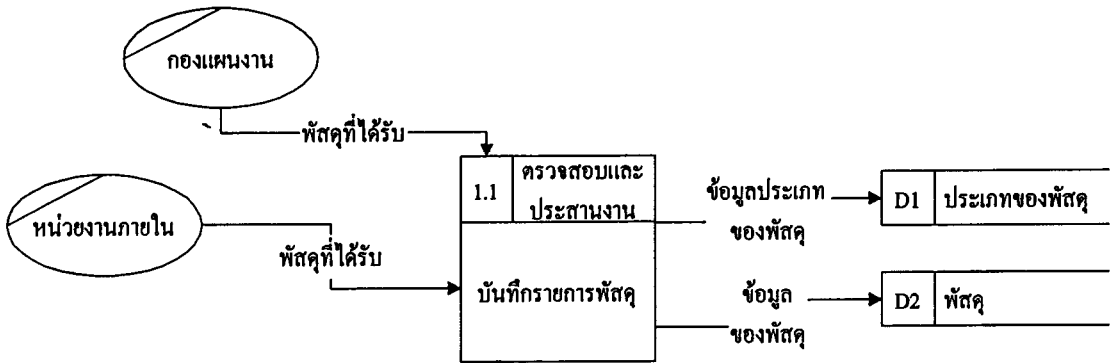 กองแผนงาน
พัสดุที่ได้รับ
หน่วยงานภายใน
พัสดุที่ได้รับ
1.1
ตรวจสอบและ
ประสานงาน
บันทึกรายการพัสดุ
ข้อมูลประเภท
ของพัสดุ
D1
ประเภทของพัสดุ
ข้อมูล
ของพัสดุ
D2
พัสดุ